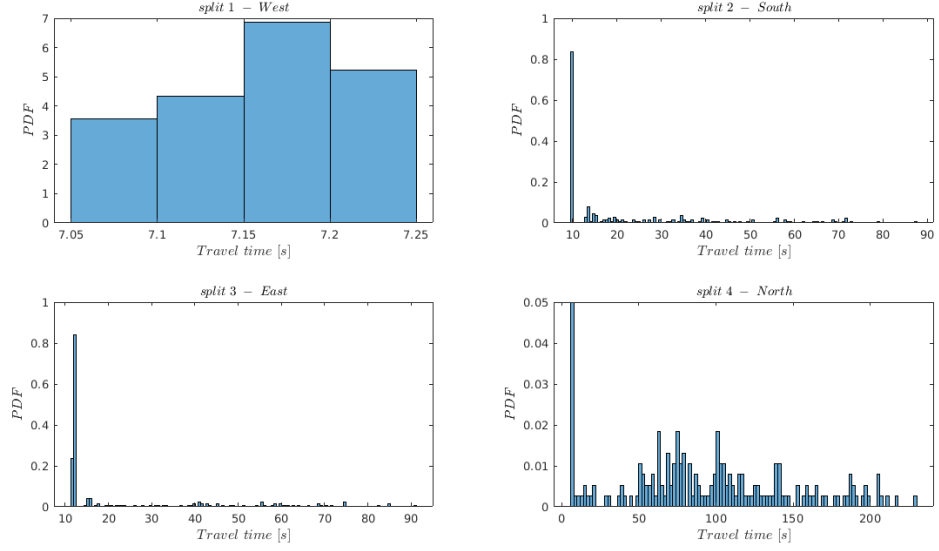 split 1 − West
7
6
5
4
3
2
1
0
PDF
7.05 7.1 7.15 7.2 7.25
Travel time [s]
split 2 − South
1
0.8
0.6
0.4
0.2
0
PDF
10 20 30 40 50 60 70 80 90
Travel time [s]
split 3 − East
1
0.8
0.6
0.4
0.2
0
PDF
10 20 30 40 50 60 70 80 90
Travel time [s]
split 4 − North
0.05
0.04
0.03
0.02
0.01
0
PDF
0 50 100 150 200
Travel time [s]